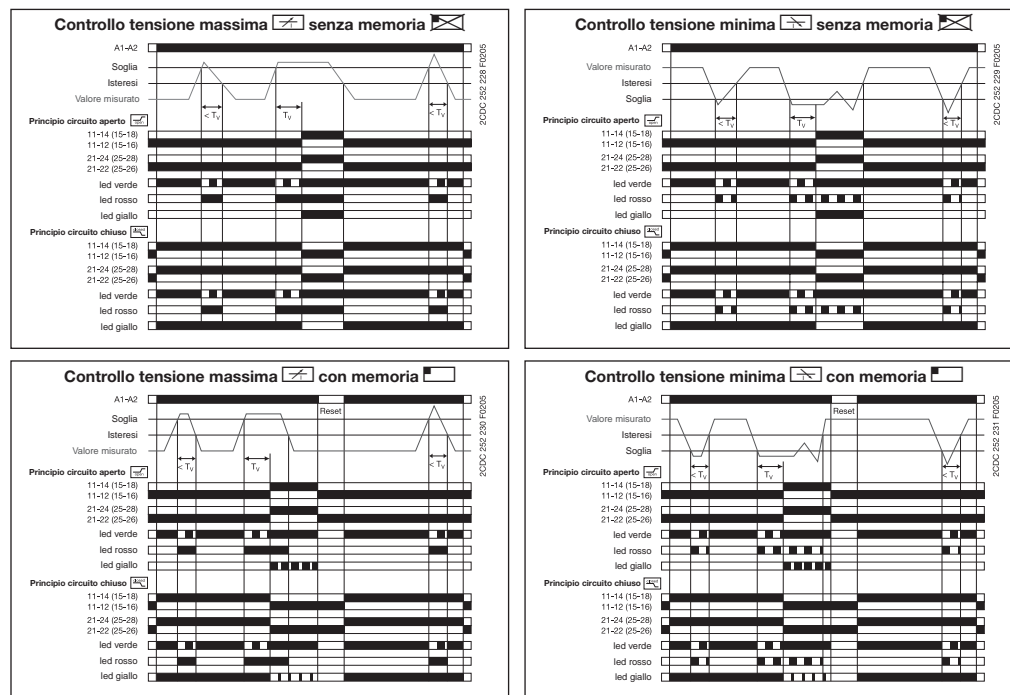 Controllo tensione massima senza memoria
A1-A2
Soglia
Isteresi
Valore misurato
< Tv
Tv
< Tv
Principio circuito aperto open
11-14 (15-18)
11-12 (15-16)
21-24 (25-28)
21-22 (25-26)
led verde
led rosso
led giallo
Principio circuito chiuso closed
11-14 (15-18)
11-12 (15-16)
21-24 (25-28)
21-22 (25-26)
led verde
led rosso
led giallo
2CDC 252 228 F0205
Controllo tensione minima senza memoria
A1-A2
Valore misurato
Isteresi
Soglia
< Tv
Tv
< Tv
Principio circuito aperto open
11-14 (15-18)
11-12 (15-16)
21-24 (25-28)
21-22 (25-26)
led verde
led rosso
led giallo
Principio circuito chiuso closed
11-14 (15-18)
11-12 (15-16)
21-24 (25-28)
21-22 (25-26)
led verde
led rosso
led giallo
2CDC 252 229 F0205
Controllo tensione massima con memoria
A1-A2
Reset
Soglia
Isteresi
Valore misurato
< Tv
Tv
< Tv
Principio circuito aperto open
11-14 (15-18)
11-12 (15-16)
21-24 (25-28)
21-22 (25-26)
led verde
led rosso
led giallo
Principio circuito chiuso closed
11-14 (15-18)
11-12 (15-16)
21-24 (25-28)
21-22 (25-26)
led verde
led rosso
led giallo
2CDC 252 230 F0205
Controllo tensione minima con memoria
A1-A2
Reset
Valore misurato
Isteresi
Soglia
< Tv
Tv
< Tv
Principio circuito aperto open
11-14 (15-18)
11-12 (15-16)
21-24 (25-28)
21-22 (25-26)
led verde
led rosso
led giallo
Principio circuito chiuso closed
11-14 (15-18)
11-12 (15-16)
21-24 (25-28)
21-22 (25-26)
led verde
led rosso
led giallo
2CDC 252 231 F0205